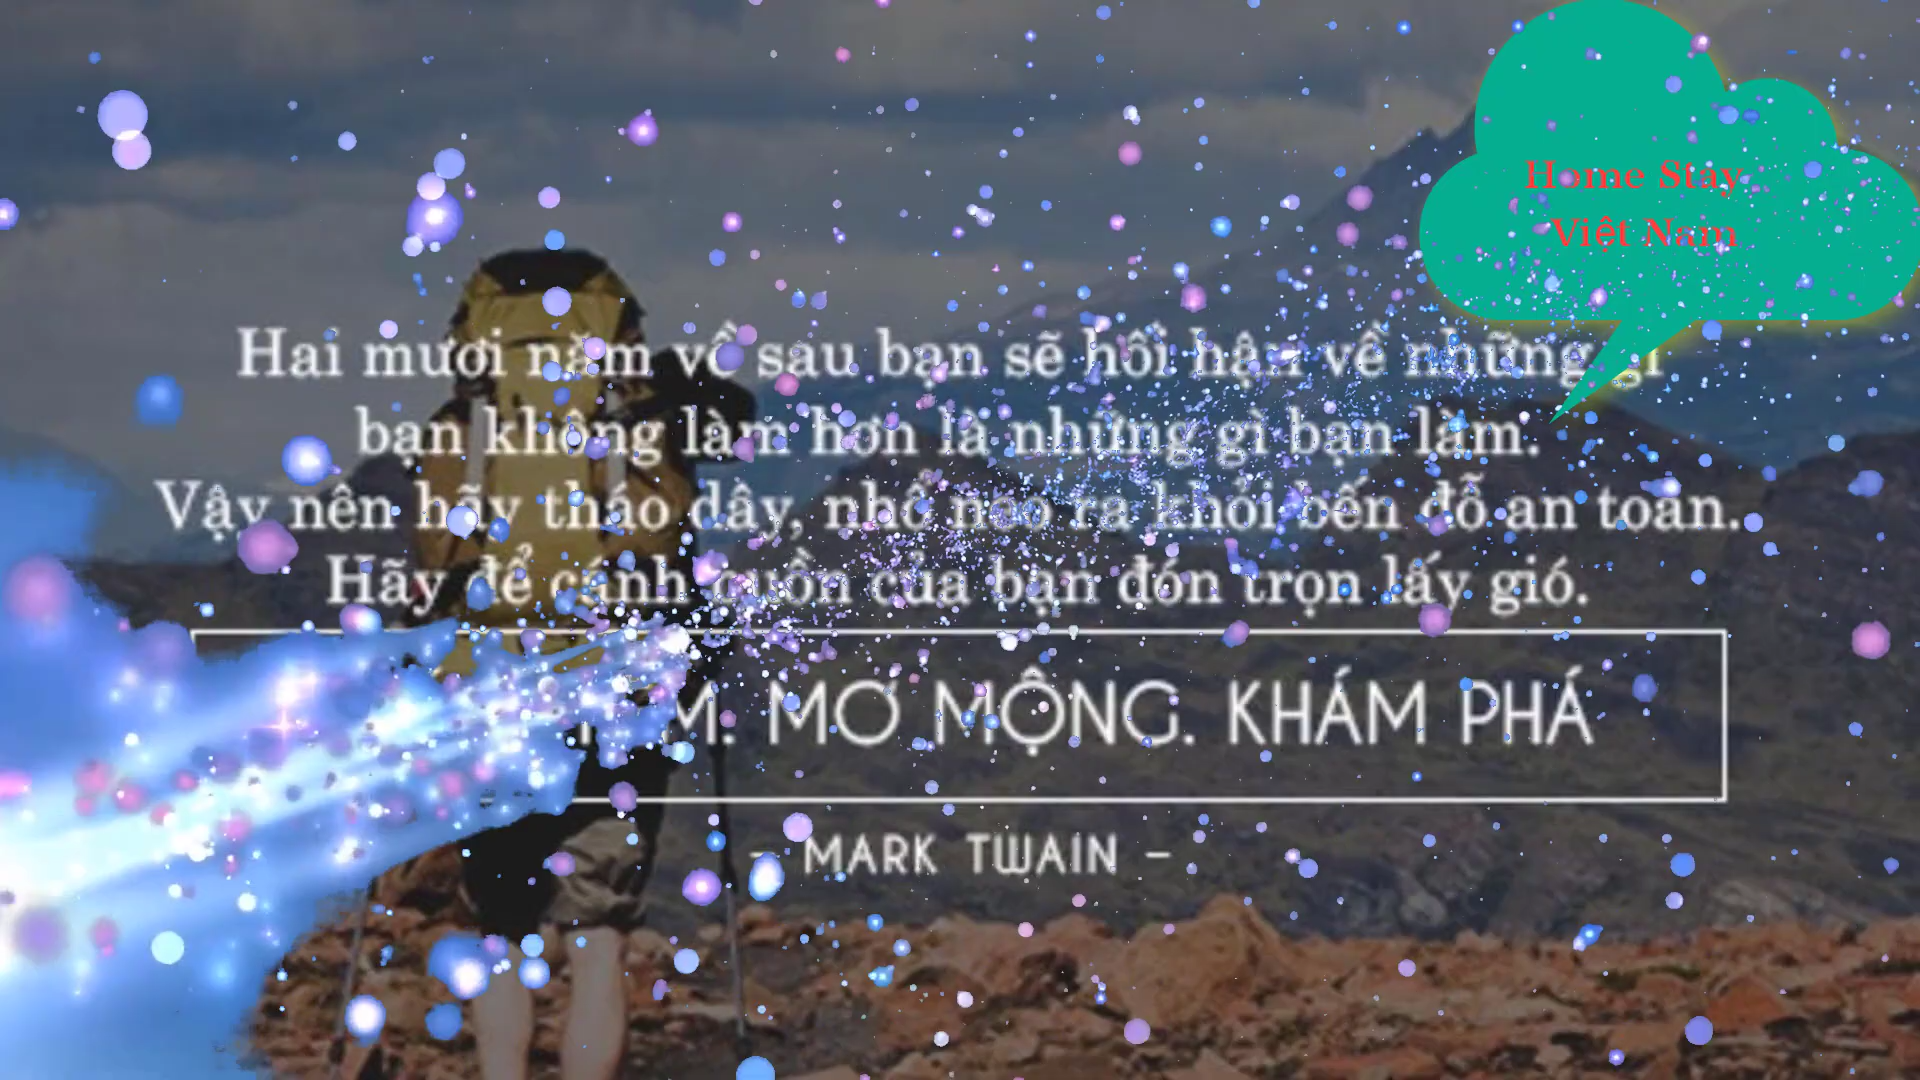 Home Stay
Việt Nam
Hai mươi năm về sau bạn sẽ hối hận về những gì
bạn không làm hơn là những gì bạn làm.
Vậy nên hãy tháo dây, nhổ neo ra khỏi bến đỗ an toàn.
Hãy để cánh buồm của bạn đón trọn lấy gió.
MƠ MỘNG. KHÁM PHÁ
- MARK TWAIN -